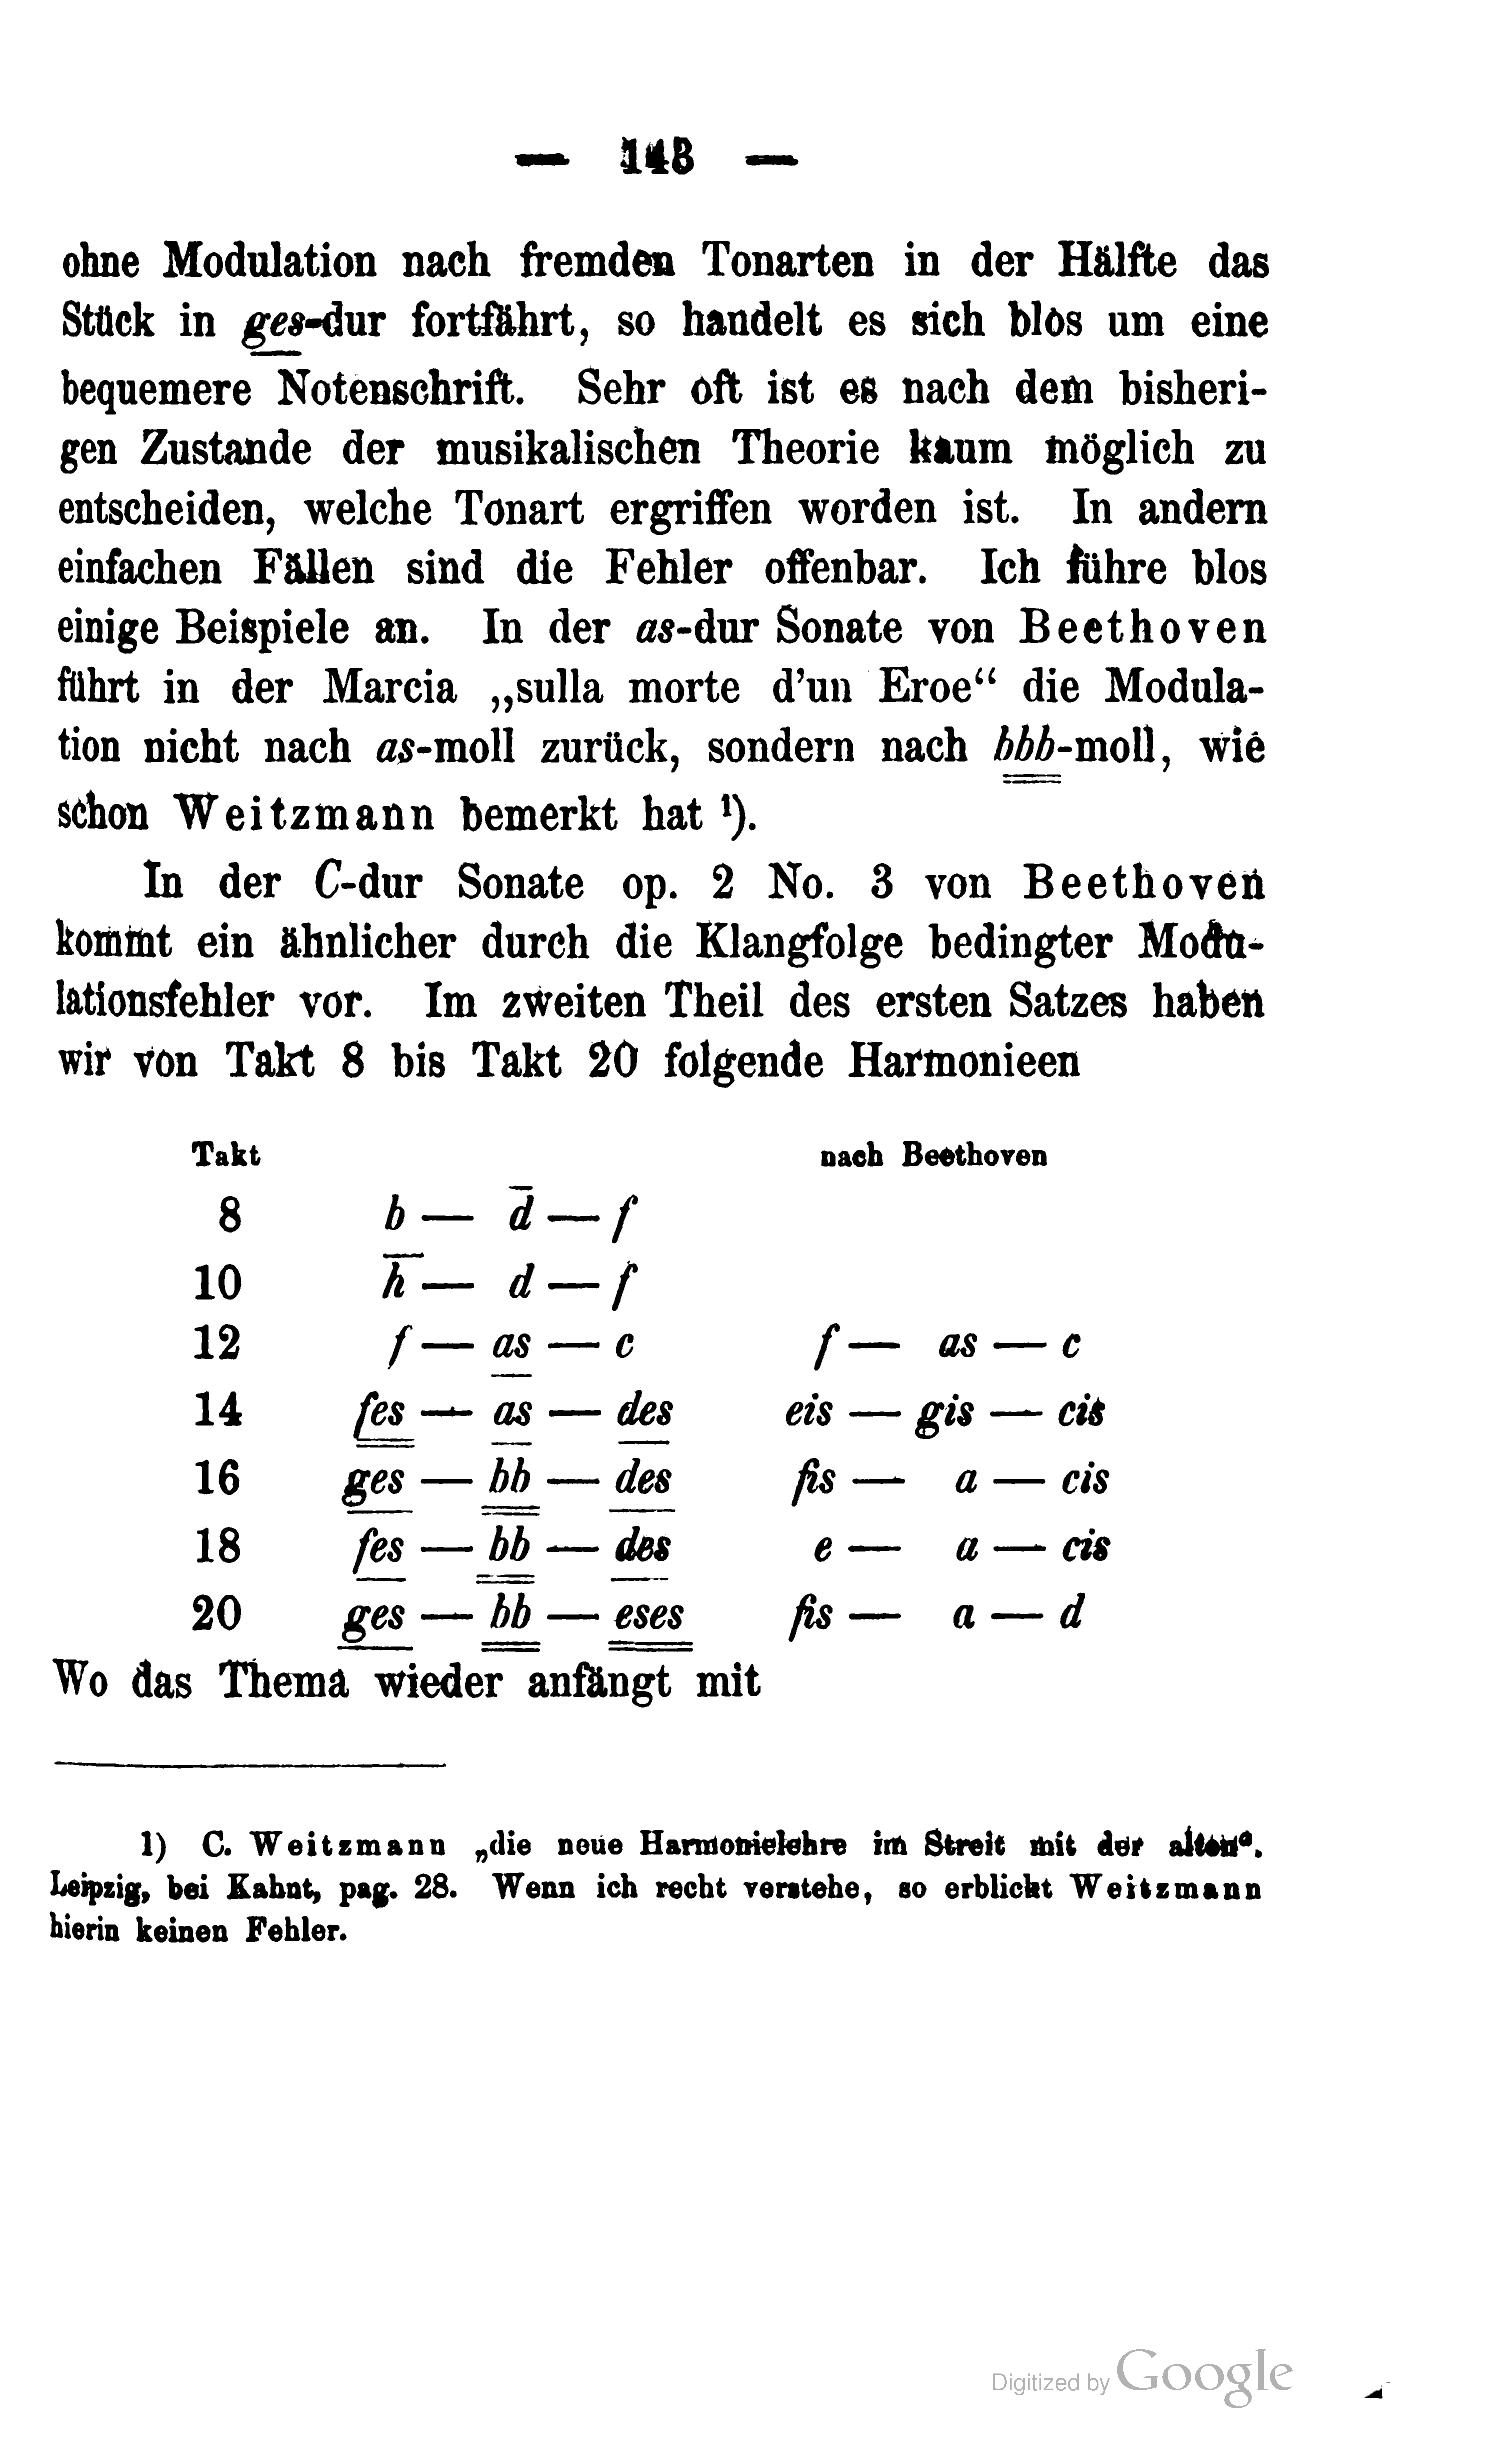 — 143 —
ohne Modulation nach fremden Tonarten in der Hälfte das
Stück in ges-dur fortfährt, so handelt es sich blos um eine
bequemere Notenschrift. Sehr oft ist es nach dem bisheri-
gen Zustande der musikalischen Theorie kaum möglich zu
entscheiden, welche Tonart ergriffen worden ist. In andern
einfachen Fällen sind die Fehler offenbar. Ich führe blos
einige Beispiele an. In der as-dur Sonate von Beethoven
führt in der Marcia „sulla morte d'un Eroe“ die Modula-
tion nicht nach as-moll zurück, sondern nach bbb-moll, wie
schon Weitzmann bemerkt hat ¹).
In der C-dur Sonate op. 2 No. 3 von Beethoven
kommt ein ähnlicher durch die Klangfolge bedingter Modu-
lationsfehler vor. Im zweiten Theil des ersten Satzes haben
wir von Takt 8 bis Takt 20 folgende Harmonieen
Takt nach Beethoven
8 b — d̅ — f
10 h̅ — d — f
12 f — as — c f — as — c
14 fes — as — des eis — gis — cis
16 ges — bb — des fis — a — cis
18 fes — bb — des e — a — cis
20 ges — bb — eses fis — a — d
Wo das Thema wieder anfängt mit
1) C. Weitzmann „die neue Harmonielehre im Streit mit der alten“.
Leipzig, bei Kahnt, pag. 28. Wenn ich recht verstehe, so erblickt Weitzmann
hierin keinen Fehler.
Digitized by Google